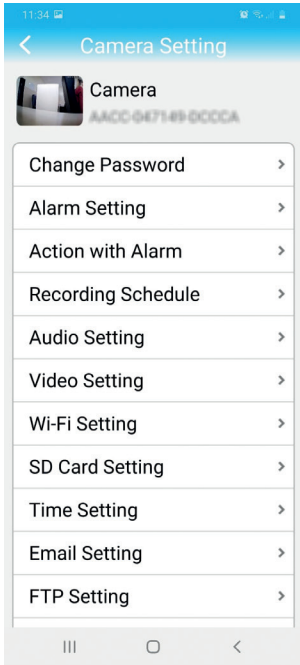 11:34
Camera Setting
Camera
Change Password
Alarm Setting
Action with Alarm
Recording Schedule
Audio Setting
Video Setting
Wi-Fi Setting
SD Card Setting
Time Setting
Email Setting
FTP Setting